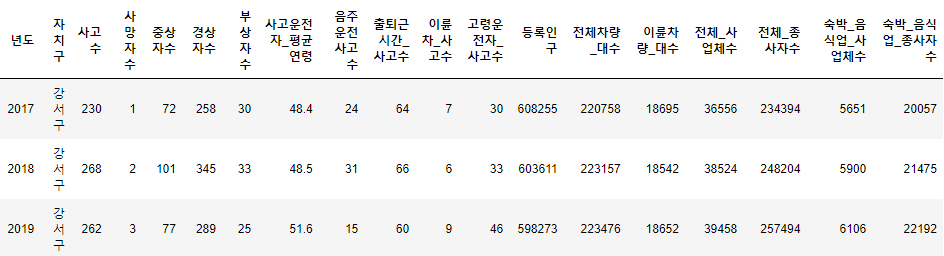 년도 자치구 사고수 사망자수 중상자수 경상자수 부상자수 사고운전자_평균연령 음주운전사고수 출퇴근시간_사고수 이륜차_사고수 고령운전자_사고수 등록인구 전체차량_대수 이륜차량_대수 전체_사업체수 전체_종사자수 숙박_음식업_사업체수 숙박_음식업_종사자수
2017 강서구 230 1 72 258 30 48.4 24 64 7 30 608255 220758 18695 36556 234394 5651 20057
2018 강서구 268 2 101 345 33 48.5 31 66 6 33 603611 223157 18542 38524 248204 5900 21475
2019 강서구 262 3 77 289 25 51.6 15 60 9 46 598273 223476 18652 39458 257494 6106 22192